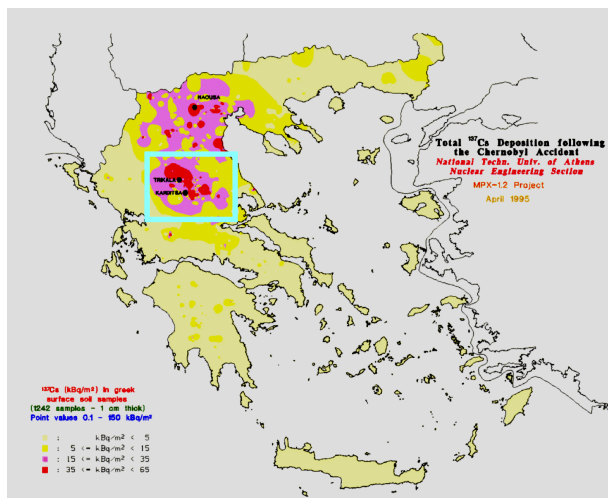 NAOUSA
Total ¹³⁷Cs Deposition following
the Chernobyl Accident
National Techn. Univ. of Athens
Nuclear Engineering Section
MPX-1.2 Project
April 1995
TRIKALA
KARDITSA
¹³⁷Cs (kBq/m²) in greek
surface soil samples
(1242 samples - 1 cm thick)
Point values 0.1 - 150 kBq/m²
: kBq/m² < 5
: 5 <= kBq/m² < 15
: 15 <= kBq/m² < 35
: 35 <= kBq/m² < 65